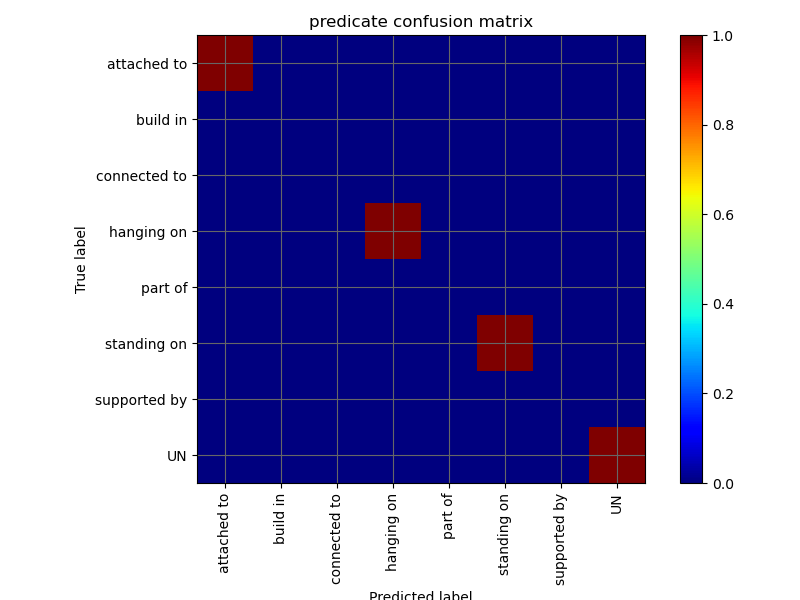 predicate confusion matrix
True label
attached to
build in
connected to
hanging on
part of
standing on
supported by
UN
attached to
build in
connected to
hanging on
part of
standing on
supported by
UN
Predicted label
1.0
0.8
0.6
0.4
0.2
0.0